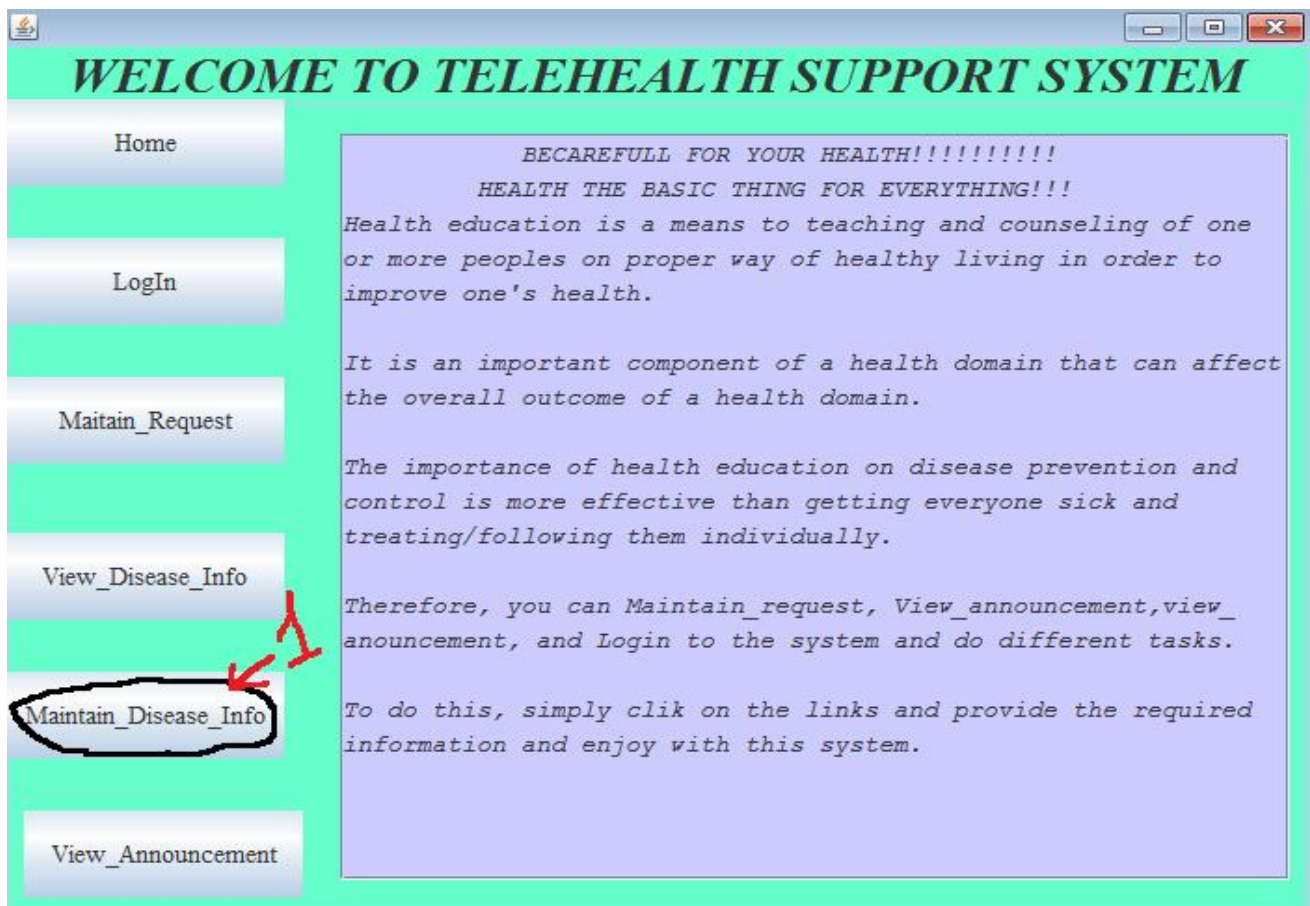 WELCOME TO TELEHEALTH SUPPORT SYSTEM
Home
LogIn
Maitain_Request
View_Disease_Info
Maintain_Disease_Info
View_Announcement
BECAREFULL FOR YOUR HEALTH!!!!!!!!!!
HEALTH THE BASIC THING FOR EVERYTHING!!!
Health education is a means to teaching and counseling of one
or more peoples on proper way of healthy living in order to
improve one's health.
It is an important component of a health domain that can affect
the overall outcome of a health domain.
The importance of health education on disease prevention and
control is more effective than getting everyone sick and
treating/following them individually.
Therefore, you can Maintain_request, View_announcement,view_
anouncement, and Login to the system and do different tasks.
To do this, simply clik on the links and provide the required
information and enjoy with this system.